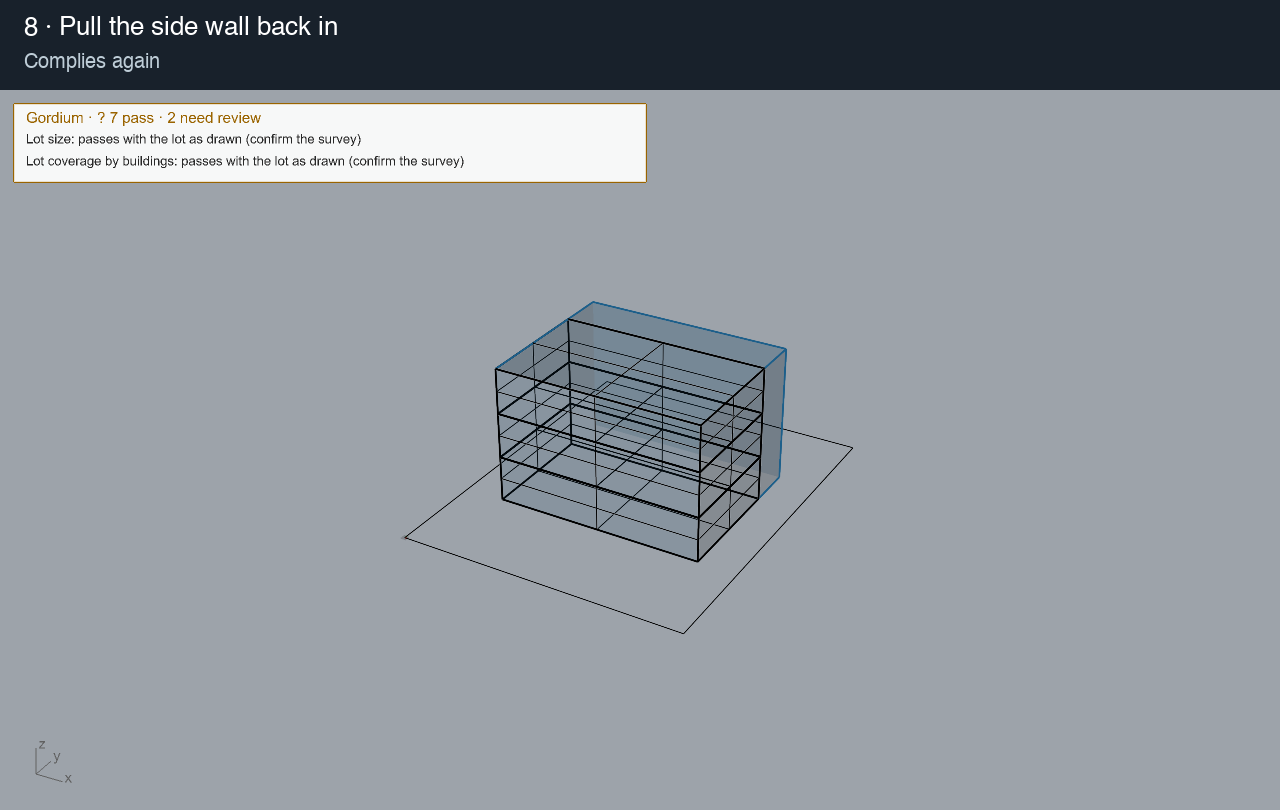 8 · Pull the side wall back in
Complies again
Gordium · ? 7 pass · 2 need review
Lot size: passes with the lot as drawn (confirm the survey)
Lot coverage by buildings: passes with the lot as drawn (confirm the survey)
z
y
x